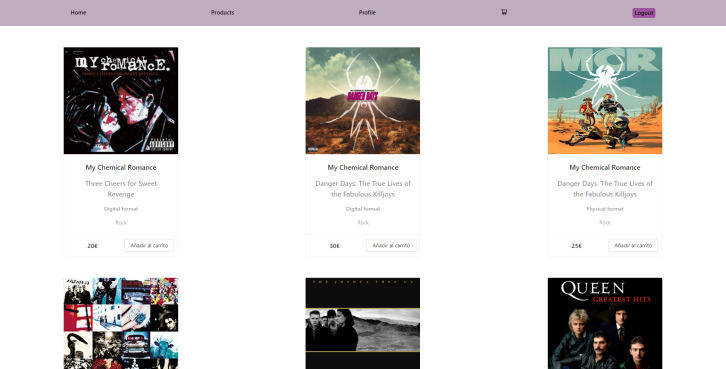 Home
Products
Profile
Logout
MY CHEMICAL ROMANCE.
THREE CHEERS FOR SWEET REVENGE
PARENTAL
ADVISORY
DANGER DAYS
MCR
My Chemical Romance
Three Cheers for Sweet
Revenge
Digital format
Rock
20€
Añadir al carrito
My Chemical Romance
Danger Days: The True Lives of
the Fabulous Killjoys
Digital format
Rock
30€
Añadir al carrito
My Chemical Romance
Danger Days: The True Lives of
the Fabulous Killjoys
Physical format
Rock
25€
Añadir al carrito
THE JOSHUA TREE U2
QUEEN
GREATEST HITS